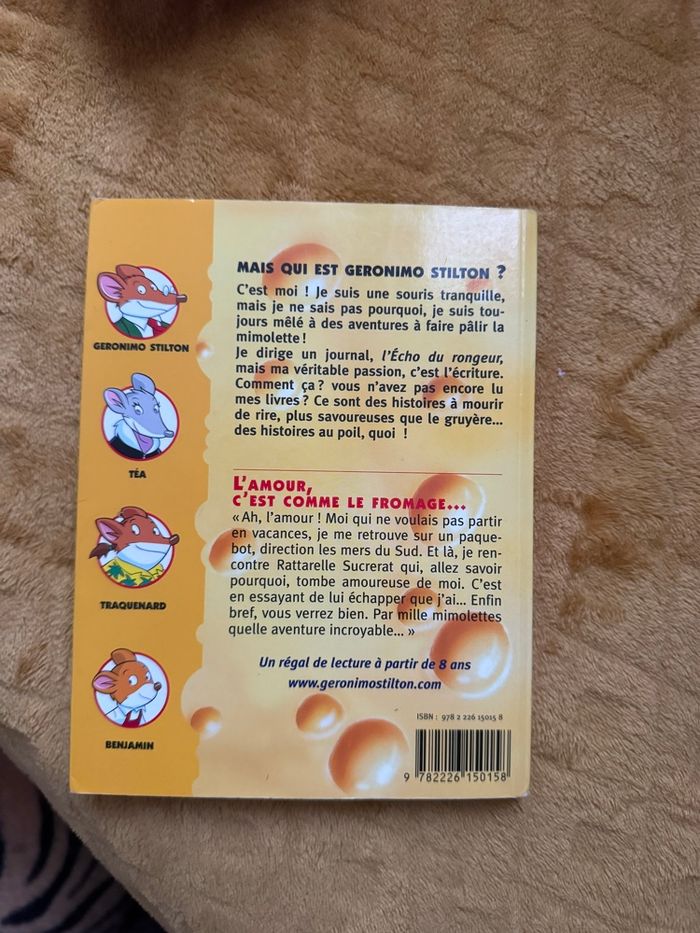 GERONIMO STILTON
TÉA
TRAQUENARD
BENJAMIN
MAIS QUI EST GERONIMO STILTON ?
C'est moi ! Je suis une souris tranquille,
mais je ne sais pas pourquoi, je suis tou-
jours mêlé à des aventures à faire pâlir la
mimolette !
Je dirige un journal, l'Écho du rongeur,
mais ma véritable passion, c'est l'écriture.
Comment ça ? vous n'avez pas encore lu
mes livres ? Ce sont des histoires à mourir
de rire, plus savoureuses que le gruyère...
des histoires au poil, quoi !
L'AMOUR,
C'EST COMME LE FROMAGE...
« Ah, l'amour ! Moi qui ne voulais pas partir
en vacances, je me retrouve sur un paque-
bot, direction les mers du Sud. Et là, je ren-
contre Rattarelle Sucrerat qui, allez savoir
pourquoi, tombe amoureuse de moi. C'est
en essayant de lui échapper que j'ai... Enfin
bref, vous verrez bien. Par mille mimolettes
quelle aventure incroyable... »
Un régal de lecture à partir de 8 ans
www.geronimostilton.com
ISBN : 978 2 226 15015 8
9 782226 150158